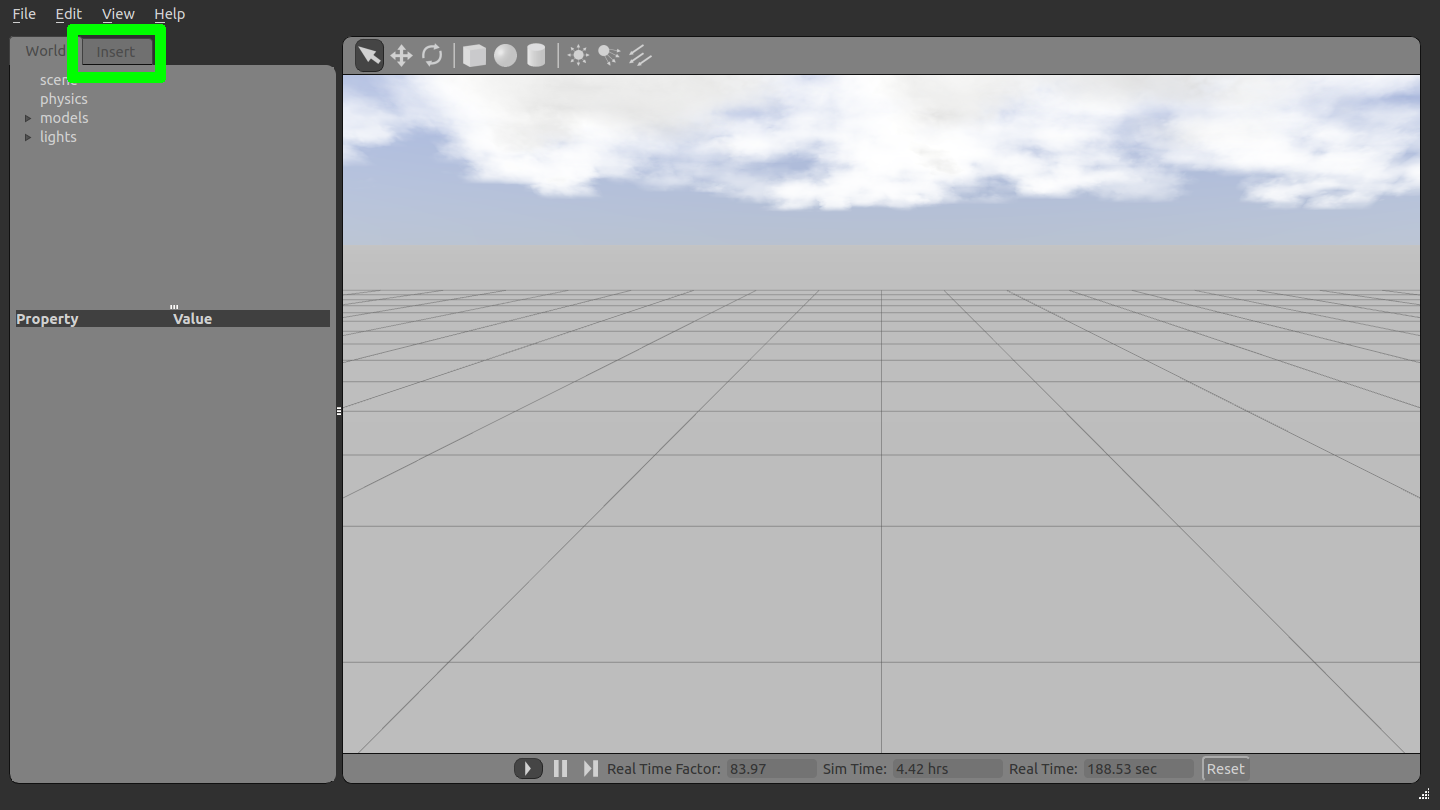 File Edit View Help
World Insert
scene
physics
models
lights
Property Value
Real Time Factor: 83.97 Sim Time: 4.42 hrs Real Time: 188.53 sec Reset